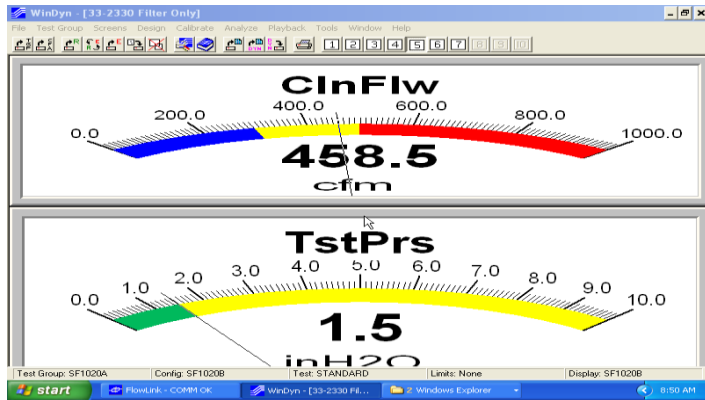 WinDyn - [33-2330 Filter Only]
File Test Group Screens Design Calibrate Analyze Playback Tools Window Help
1 2 3 4 5 6 7 8 9 10
ClnFlw
0.0 200.0 400.0 600.0 800.0 1000.0
458.5
cfm
TstPrs
0.0 1.0 2.0 3.0 4.0 5.0 6.0 7.0 8.0 9.0 10.0
1.5
inH2O
Test Group: SF1020A Config: SF1020B Test: STANDARD Limits: None Display: SF1020B
start FlowLink - COMM OK WinDyn - [33-2330 Fil... 2 Windows Explorer 8:50 AM